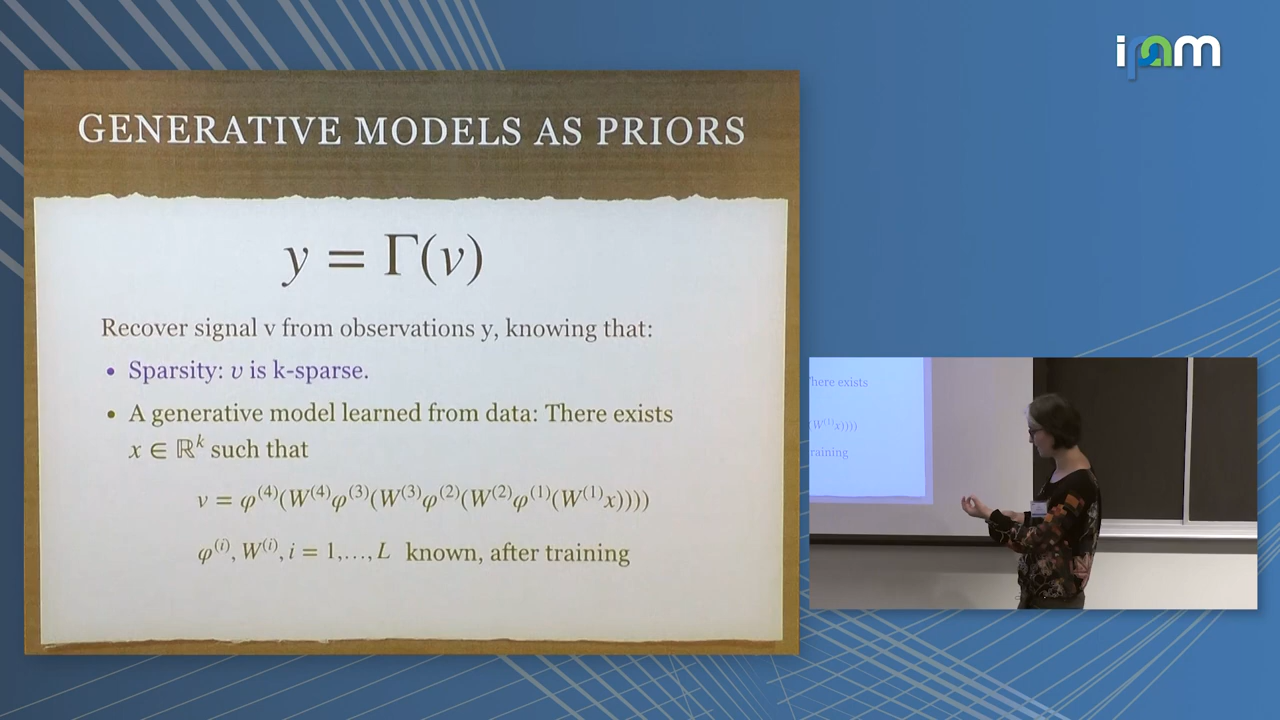 ipam
GENERATIVE MODELS AS PRIORS
y = Γ(v)
Recover signal v from observations y, knowing that:
• Sparsity: v is k-sparse.
• A generative model learned from data: There exists
x ∈ ℝᵏ such that
v = φ⁽⁴⁾(W⁽⁴⁾φ⁽³⁾(W⁽³⁾φ⁽²⁾(W⁽²⁾φ⁽¹⁾(W⁽¹⁾x))))
φ⁽ⁱ⁾, W⁽ⁱ⁾, i = 1,…, L known, after training
There exists
(W⁽¹⁾x))))
raining